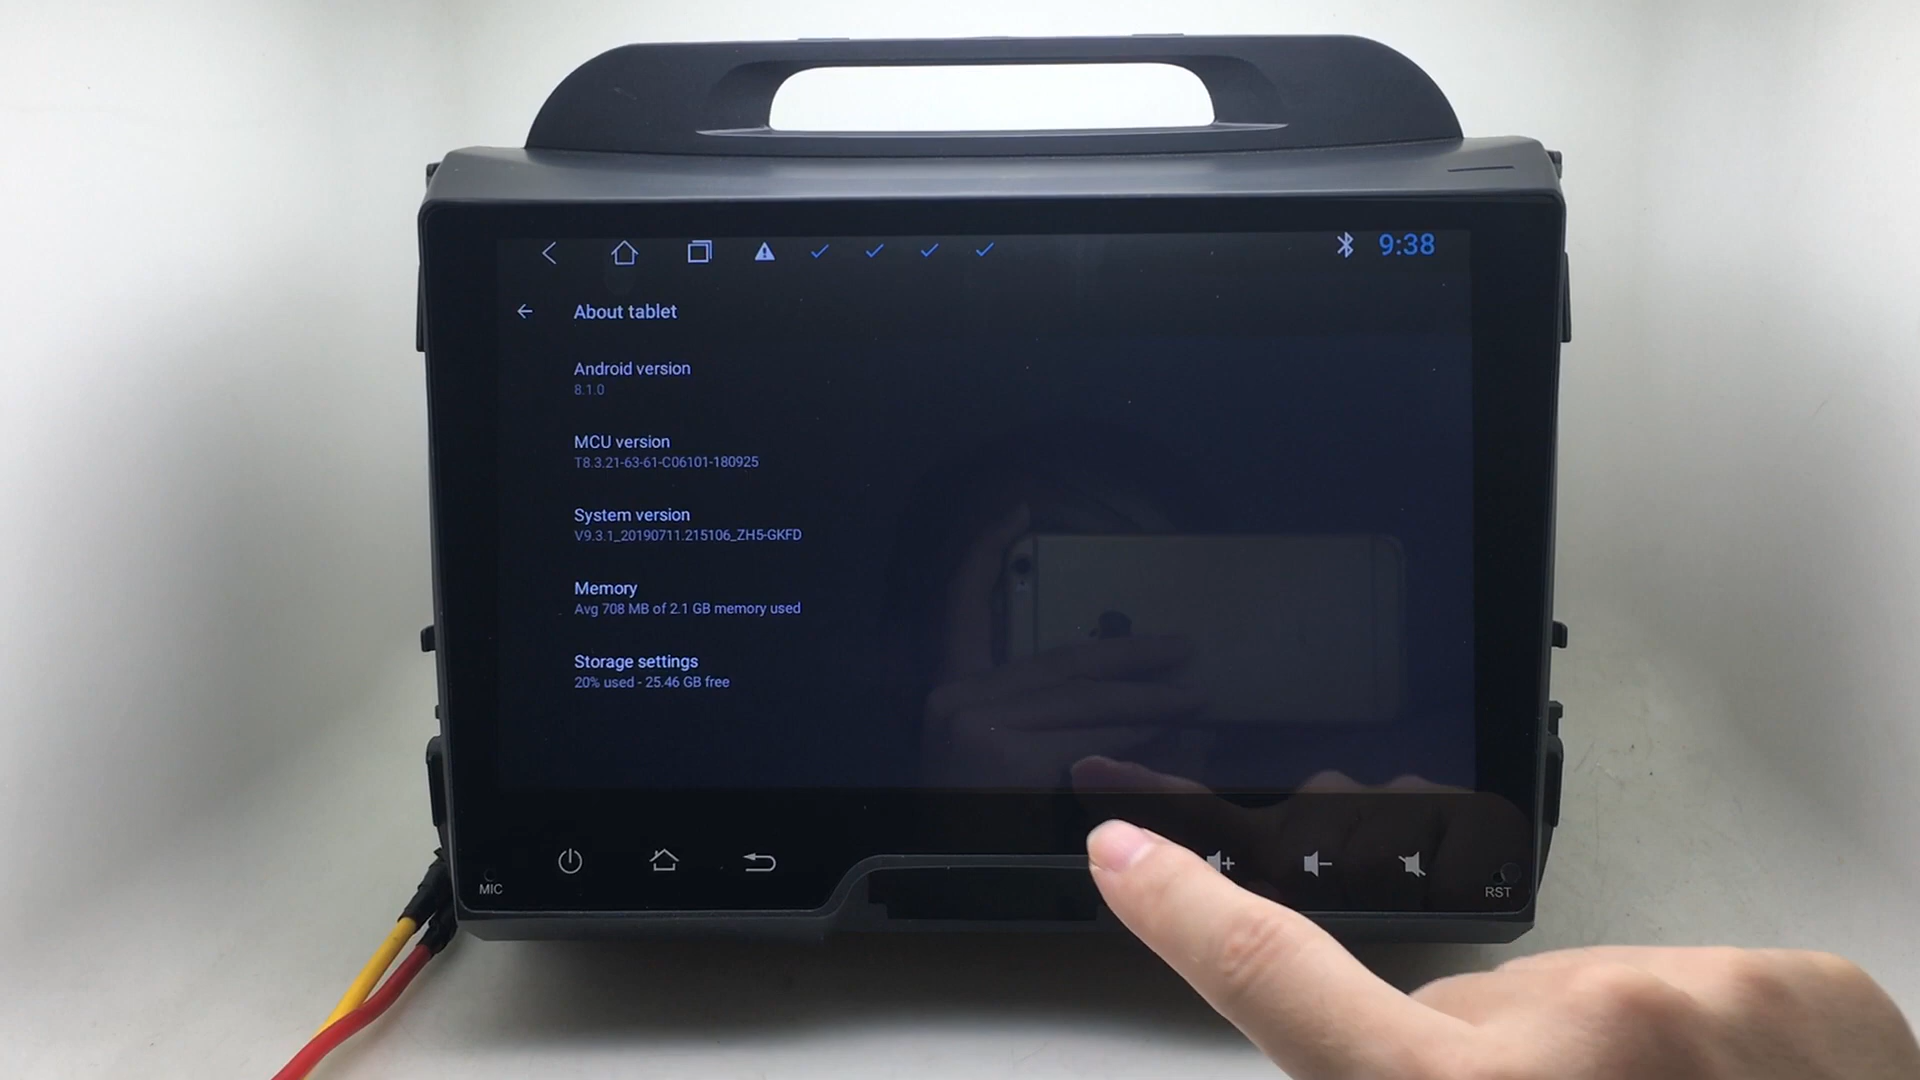 9:38
About tablet
Android version
8.1.0
MCU version
T8.3.21-63-61-C06101-180925
System version
V9.3.1_20190711.215106_ZH5-GKFD
Memory
Avg 708 MB of 2.1 GB memory used
Storage settings
20% used - 25.46 GB free
MIC
RST